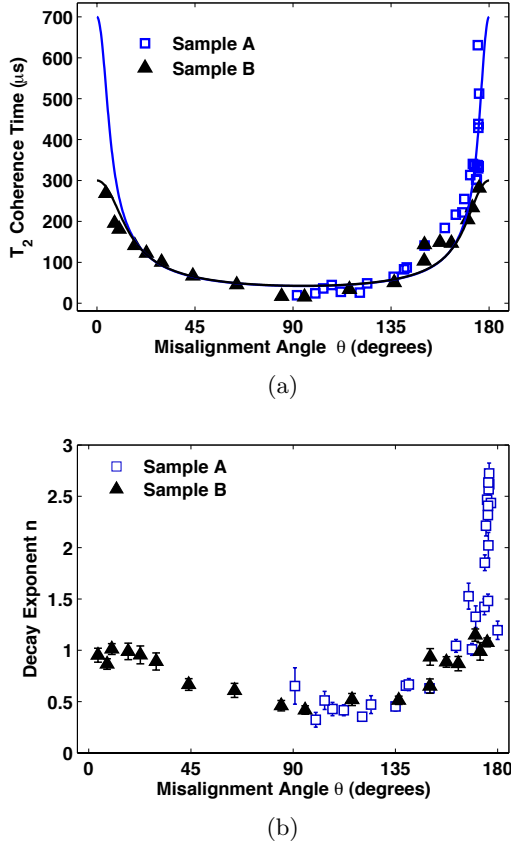 700
600
500
400
300
200
100
0
T2 Coherence Time (μs)
Sample A
Sample B
0 45 90 135 180
Misalignment Angle θ (degrees)
(a)
3
2.5
2
1.5
1
0.5
0
Decay Exponent n
Sample A
Sample B
0 45 90 135 180
Misalignment Angle θ (degrees)
(b)